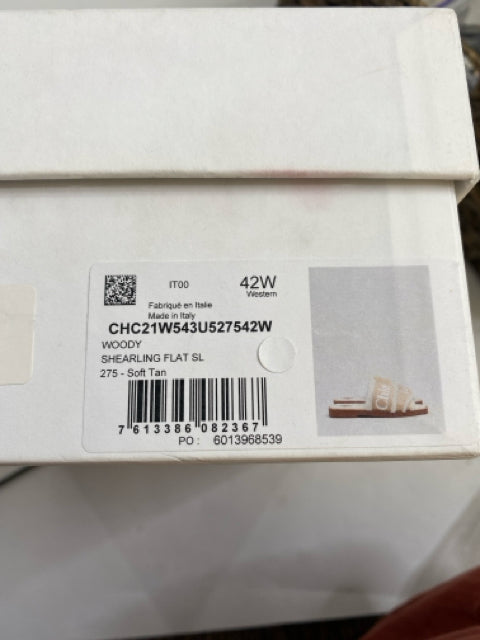 IT00
42W
Western
Fabriqué en Italie
Made in Italy
CHC21W543U527542W
WOODY
SHEARLING FLAT SL
275 - Soft Tan
7 613386 082367
PO : 6013968539
Chloé